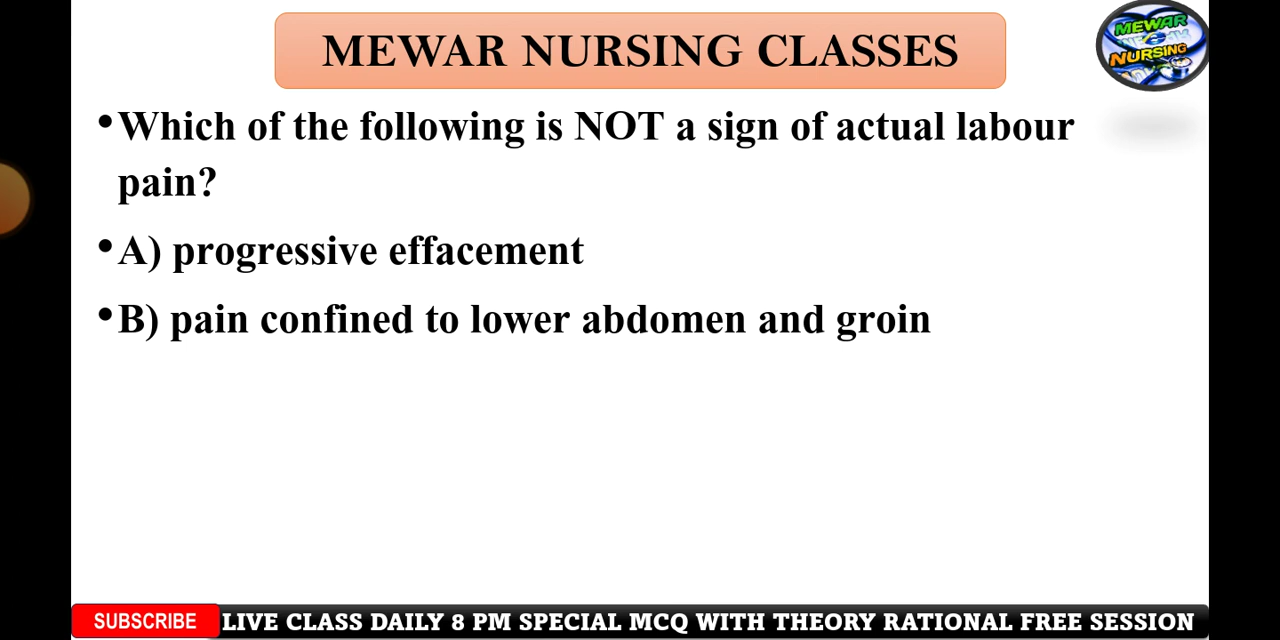 MEWAR NURSING CLASSES
MEWAR
NURSING
•Which of the following is NOT a sign of actual labour
pain?
•A) progressive effacement
•B) pain confined to lower abdomen and groin
SUBSCRIBE LIVE CLASS DAILY 8 PM SPECIAL MCQ WITH THEORY RATIONAL FREE SESSION